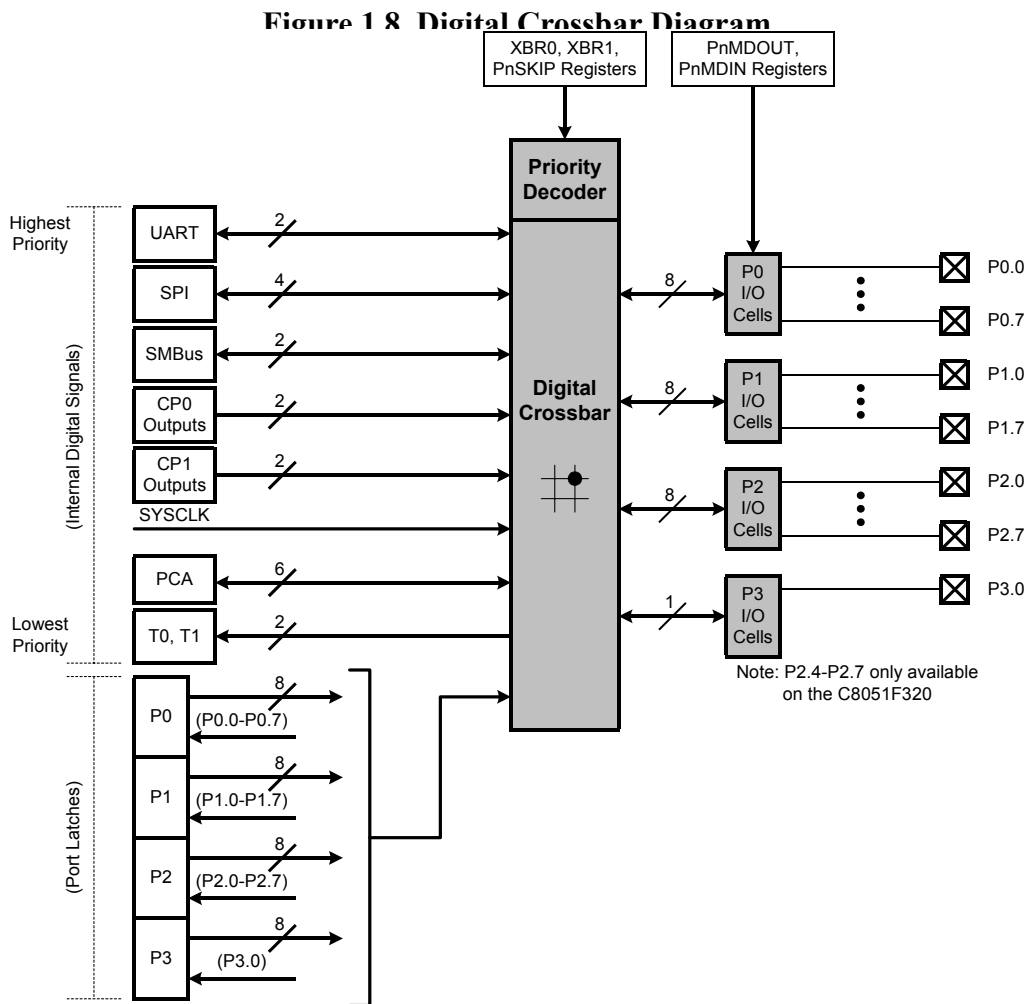 Figure 1.8. Digital Crossbar Diagram
XBR0, XBR1,
PnSKIP Registers
PnMDOUT,
PnMDIN Registers
Priority
Decoder
Highest
Priority
UART
2
SPI
4
SMBus
2
CP0
Outputs
2
CP1
Outputs
2
SYSCLK
PCA
6
Lowest
Priority
T0, T1
2
(Internal Digital Signals)
Digital
Crossbar
8
P0
I/O
Cells
P0.0
P0.7
8
P1
I/O
Cells
P1.0
P1.7
8
P2
I/O
Cells
P2.0
P2.7
1
P3
I/O
Cells
P3.0
Note: P2.4-P2.7 only available
on the C8051F320
(Port Latches)
P0
8
(P0.0-P0.7)
P1
8
(P1.0-P1.7)
P2
8
(P2.0-P2.7)
P3
8
(P3.0)